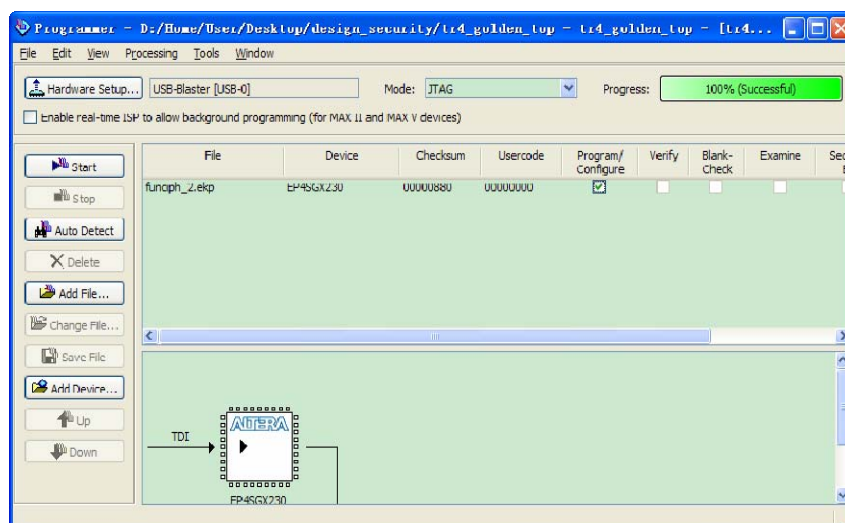 Programmer - D:/Home/User/Desktop/design_security/tr4_golden_top - tr4_golden_top - [tr4...
File Edit View Processing Tools Window
Hardware Setup... USB-Blaster [USB-0] Mode: JTAG Progress: 100% (Successful)
Enable real-time ISP to allow background programming (for MAX II and MAX V devices)
File Device Checksum Usercode Program/ Configure Verify Blank- Check Examine Sec
funciph_2.ekp EP4SGX230 00000880 00000000
Start
Stop
Auto Detect
Delete
Add File...
Change File...
Save File
Add Device...
Up
Down
TDI
ALTERA
EP4SGX230